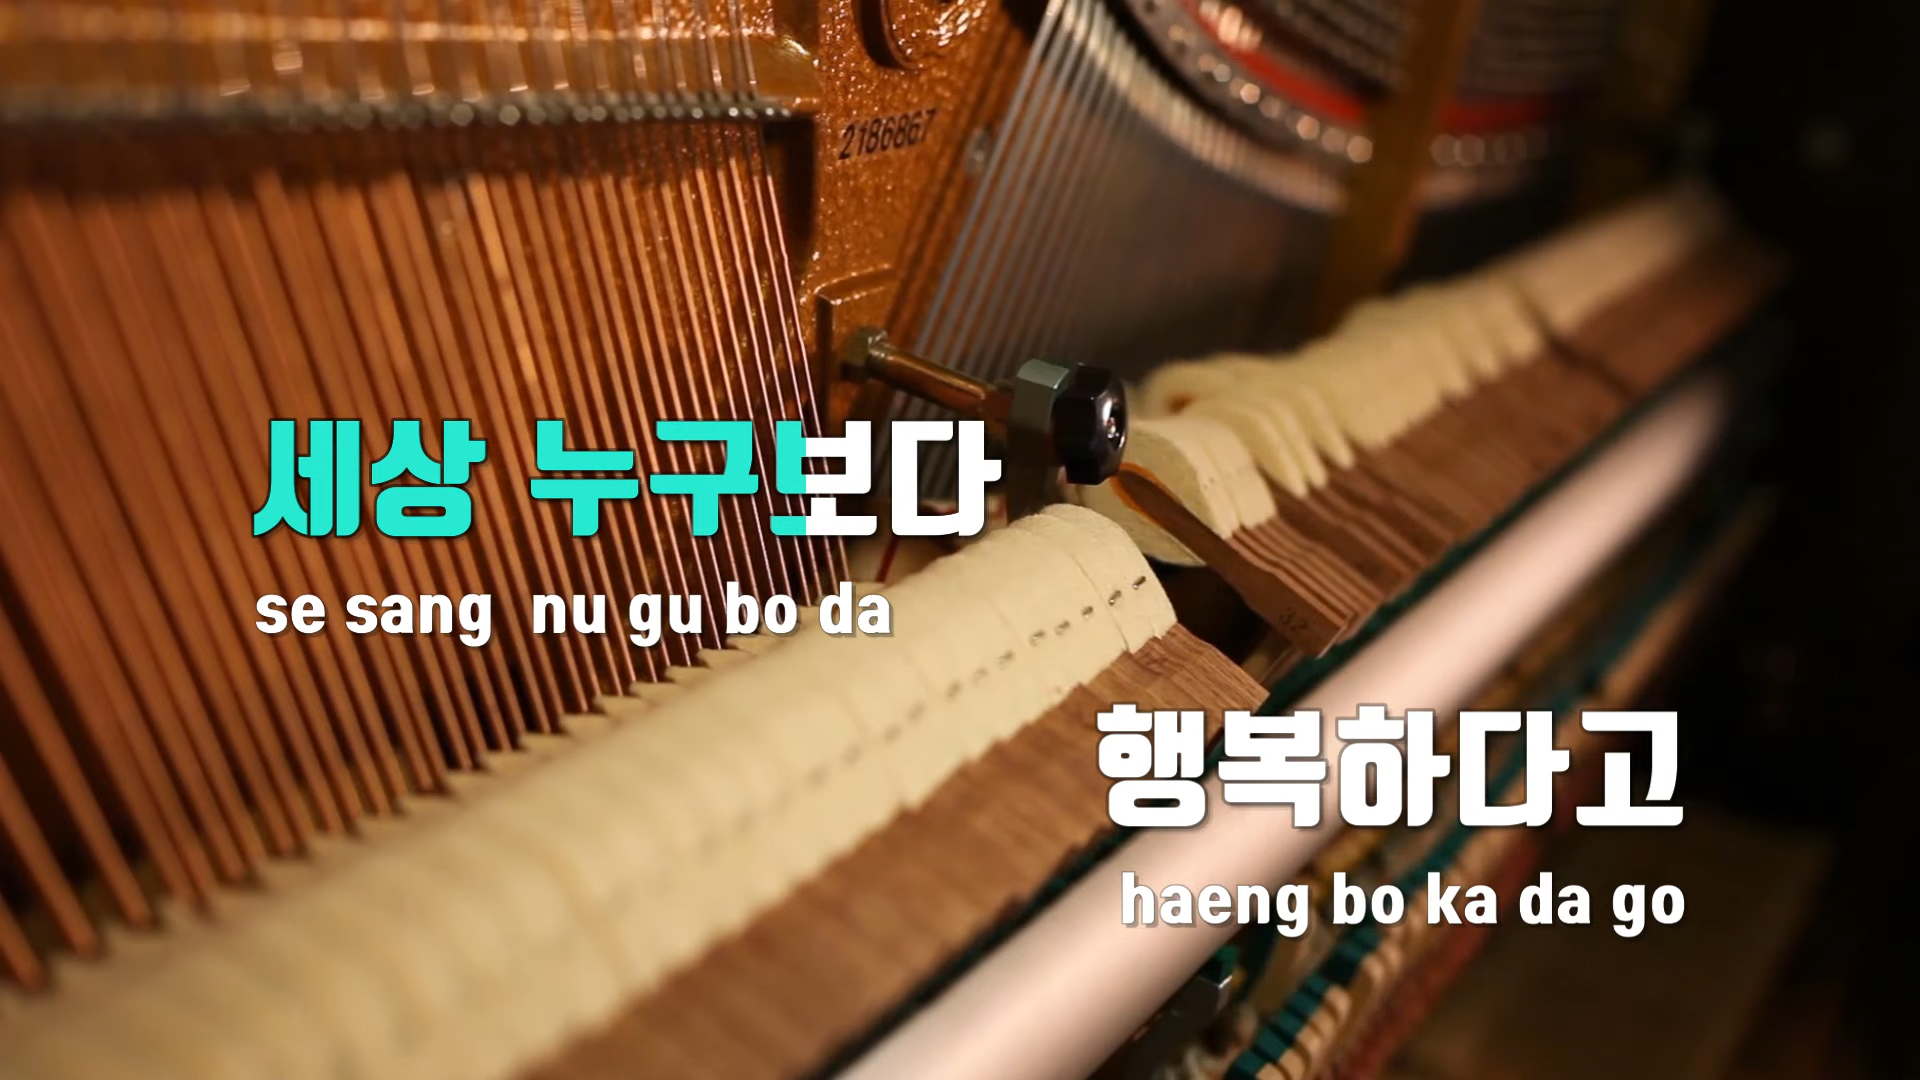 2186867
세상 누구보다
se sang nu gu bo da
32
행복하다고
haeng bo ka da go